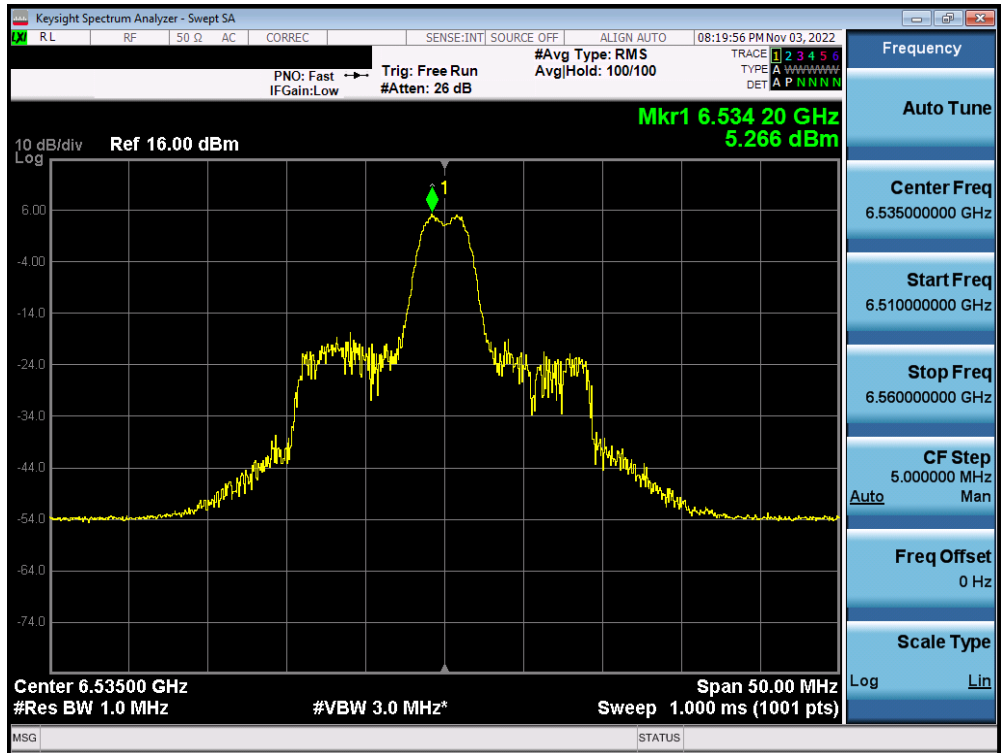 Keysight Spectrum Analyzer - Swept SA
LXI RL RF 50 Ω AC CORREC SENSE:INT SOURCE OFF ALIGN AUTO 08:19:56 PM Nov 03, 2022
PNO: Fast
IFGain:Low
Trig: Free Run
#Atten: 26 dB
#Avg Type: RMS
Avg|Hold: 100/100
TRACE 1 2 3 4 5 6
TYPE A WWWWW
DET A P N N N N
Mkr1 6.534 20 GHz
5.266 dBm
10 dB/div Ref 16.00 dBm
Log
1
6.00
-4.00
-14.0
-24.0
-34.0
-44.0
-54.0
-64.0
-74.0
Center 6.53500 GHz Span 50.00 MHz
#Res BW 1.0 MHz #VBW 3.0 MHz* Sweep 1.000 ms (1001 pts)
MSG STATUS
Frequency
Auto Tune
Center Freq
6.535000000 GHz
Start Freq
6.510000000 GHz
Stop Freq
6.560000000 GHz
CF Step
5.000000 MHz
Auto Man
Freq Offset
0 Hz
Scale Type
Log Lin